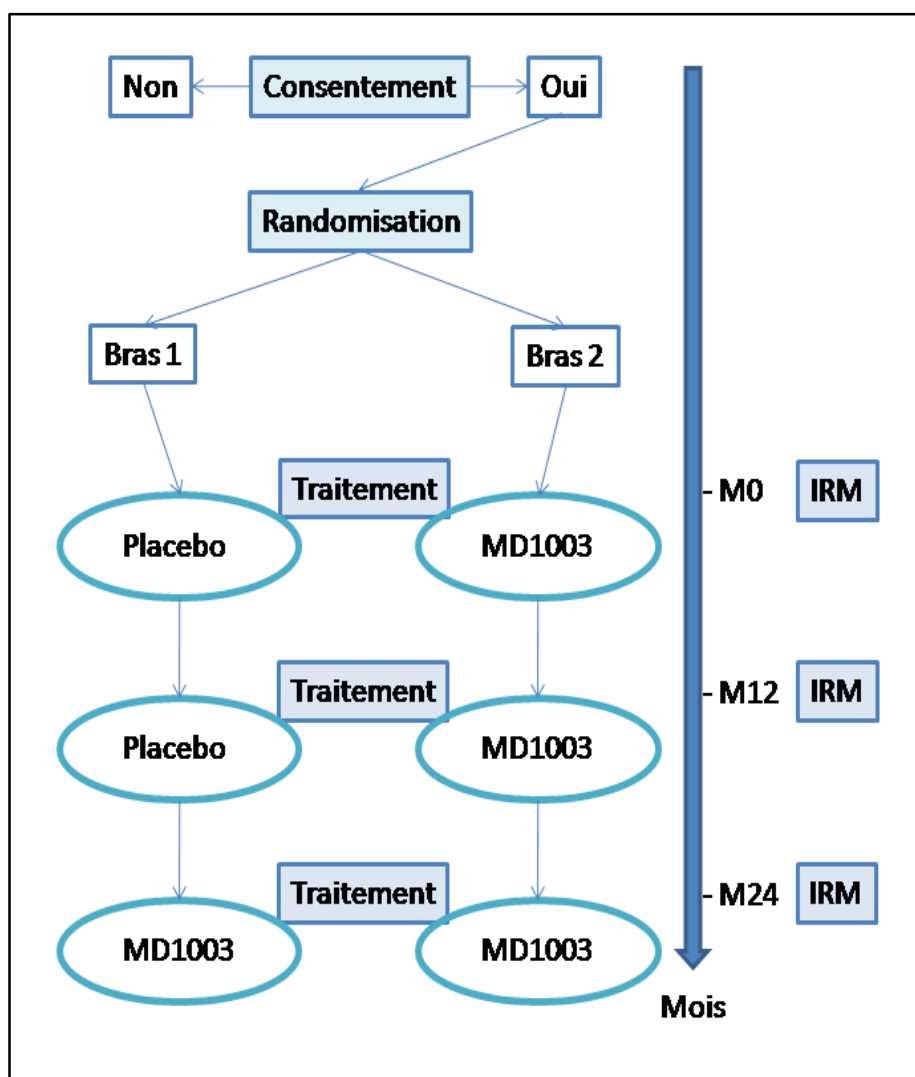 Non Consentement Oui
Randomisation
Bras 1 Bras 2
Traitement - M0 IRM
Placebo MD1003
Traitement - M12 IRM
Placebo MD1003
Traitement - M24 IRM
MD1003 MD1003
Mois